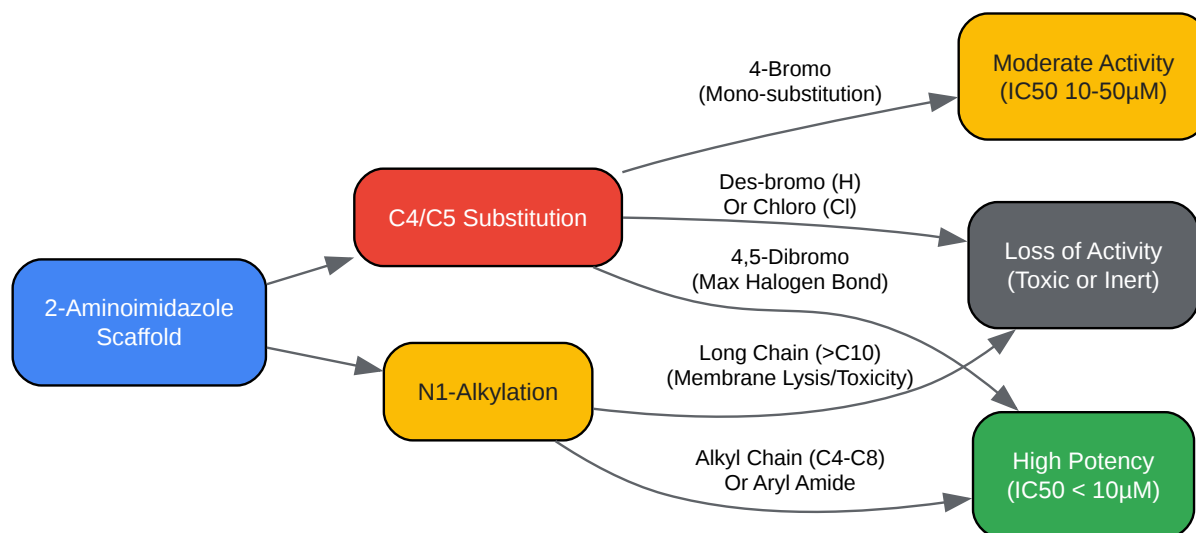 2-Aminoimidazole
Scaffold
C4/C5 Substitution
N1-Alkylation
4-Bromo
(Mono-substitution)
Des-bromo (H)
Or Chloro (Cl)
4,5-Dibromo
(Max Halogen Bond)
Long Chain (>C10)
(Membrane Lysis/Toxicity)
Alkyl Chain (C4-C8)
Or Aryl Amide
Moderate Activity
(IC50 10-50μM)
Loss of Activity
(Toxic or Inert)
High Potency
(IC50 < 10μM)